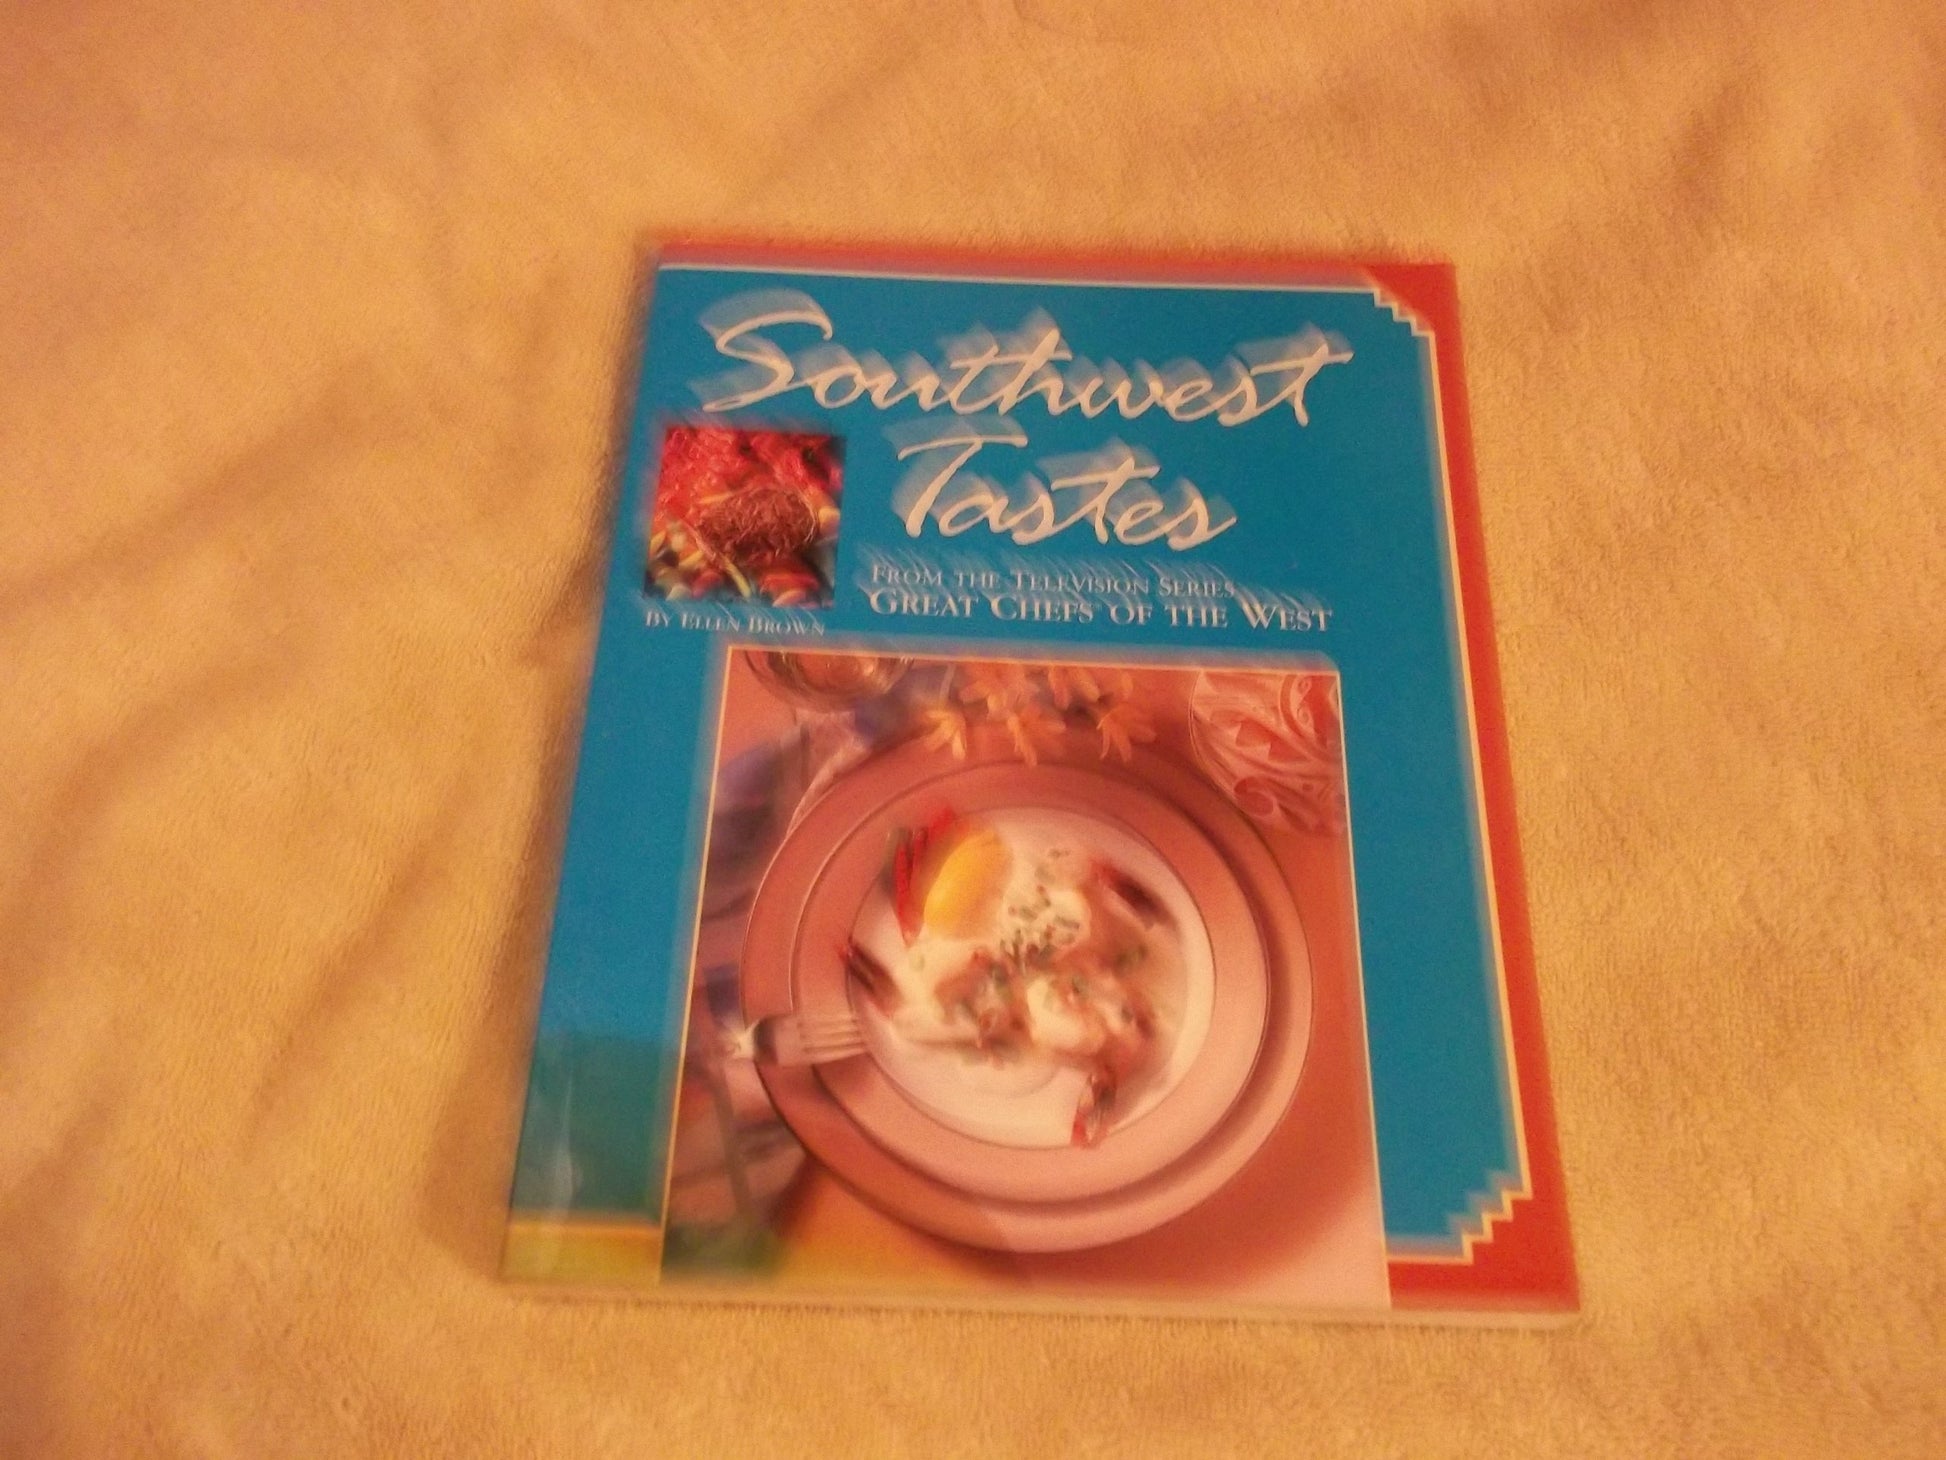 Southwest
Tastes
FROM THE TELEVISION SERIES
GREAT CHEFS® OF THE WEST
BY ELLEN BROWN